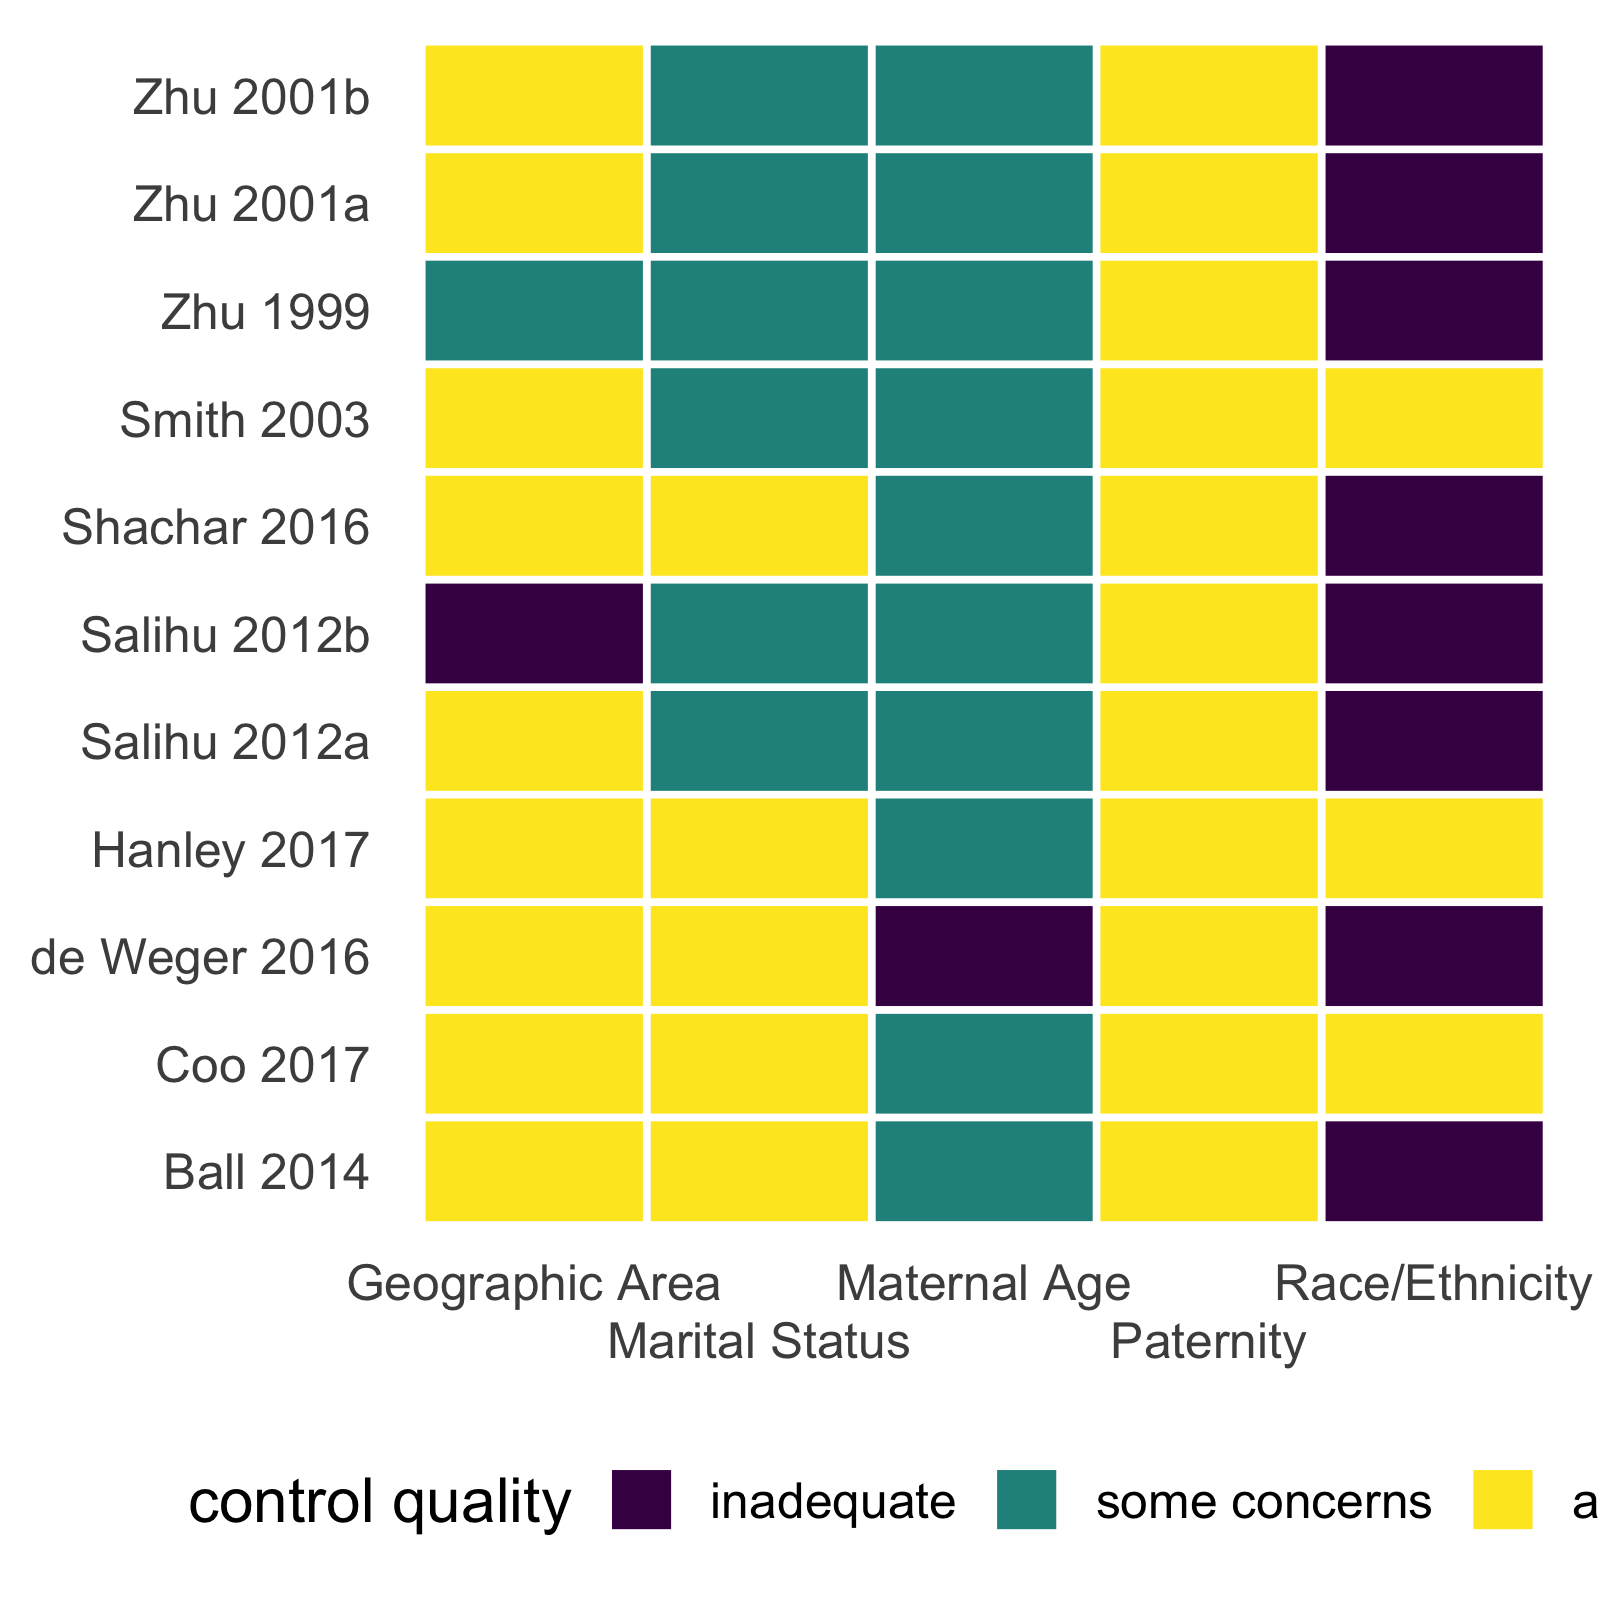 Zhu 2001b
Zhu 2001a
Zhu 1999
Smith 2003
Shachar 2016
Salihu 2012b
Salihu 2012a
Hanley 2017
de Weger 2016
Coo 2017
Ball 2014
Geographic Area Maternal Age Race/Ethnicity
Marital Status Paternity
control quality inadequate some concerns